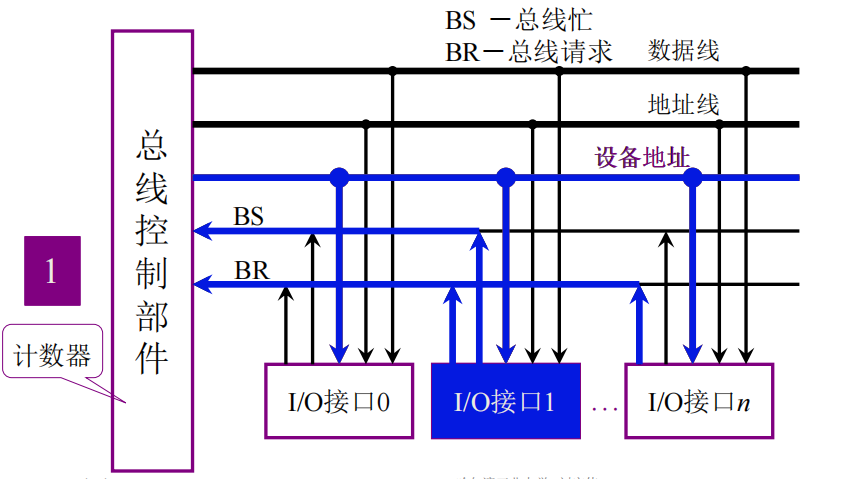 BS －总线忙
BR－总线请求
数据线
地址线
设备地址
BS
BR
总线控制部件
1
计数器
I/O接口0
I/O接口1
...
I/O接口n